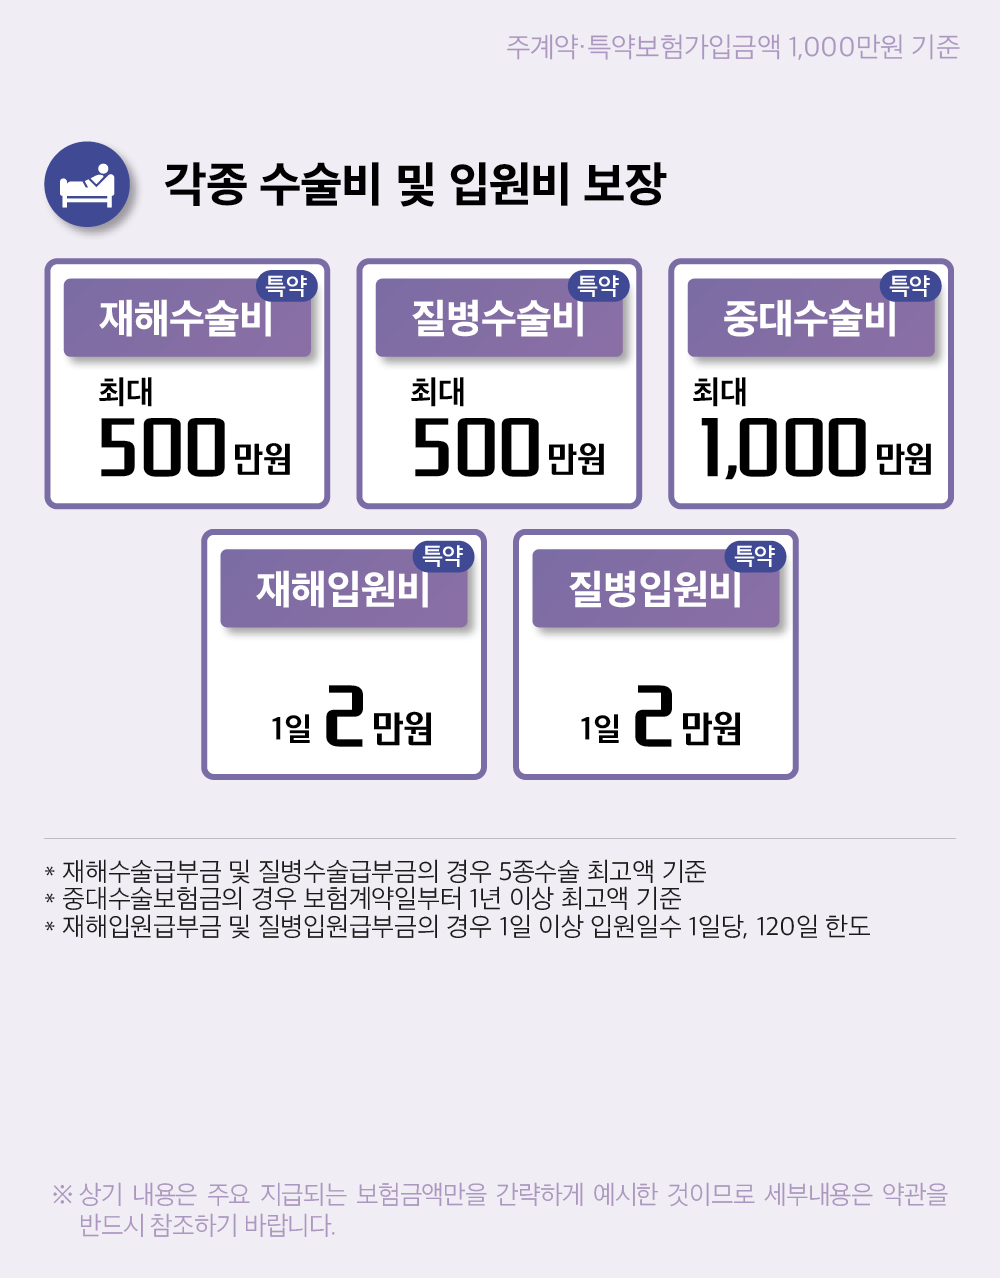 주계약·특약보험가입금액 1,000만원 기준
각종 수술비 및 입원비 보장
특약 특약 특약
재해수술비 질병수술비 중대수술비
최대 최대 최대
500만원 500만원 1,000만원
특약 특약
재해입원비 질병입원비
1일 2만원 1일 2만원
* 재해수술급부금 및 질병수술급부금의 경우 5종수술 최고액 기준
* 중대수술보험금의 경우 보험계약일부터 1년 이상 최고액 기준
* 재해입원급부금 및 질병입원급부금의 경우 1일 이상 입원일수 1일당, 120일 한도
※ 상기 내용은 주요 지급되는 보험금액만을 간략하게 예시한 것이므로 세부내용은 약관을
반드시 참조하기 바랍니다.